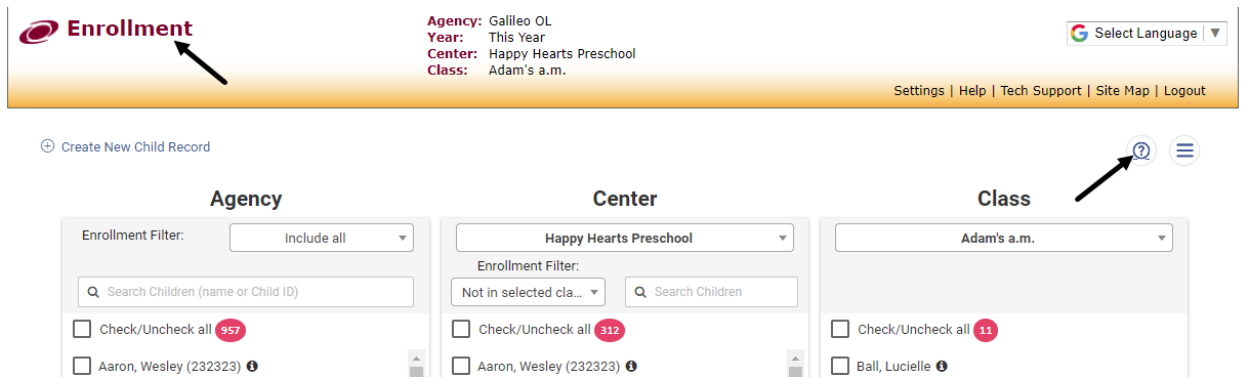 Enrollment
Agency: Galileo OL
Year: This Year
Center: Happy Hearts Preschool
Class: Adam's a.m.
Select Language
Settings | Help | Tech Support | Site Map | Logout
Create New Child Record
Agency
Center
Class
Enrollment Filter: Include all
Happy Hearts Preschool
Adam's a.m.
Enrollment Filter:
Search Children (name or Child ID)
Not in selected cla...
Search Children
Check/Uncheck all 957
Check/Uncheck all 312
Check/Uncheck all 11
Aaron, Wesley (232323)
Aaron, Wesley (232323)
Ball, Lucielle